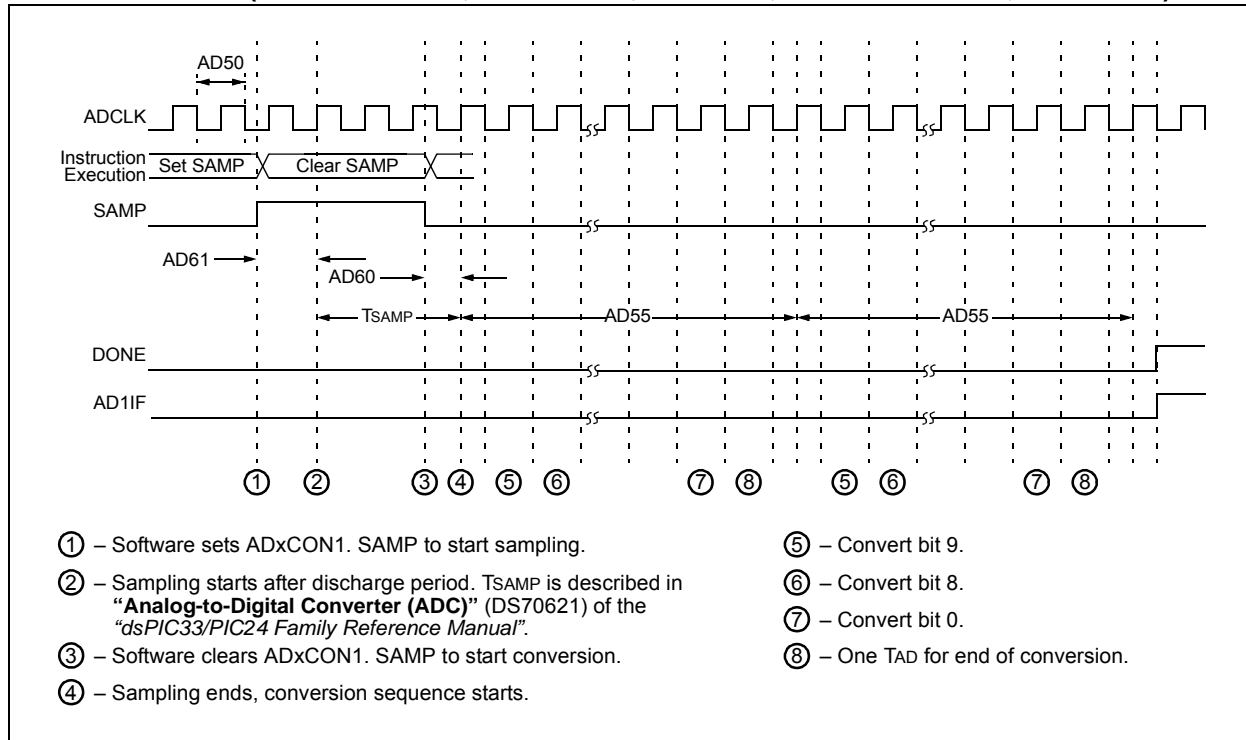 AD50
ADCLK
Instruction
Execution
Set SAMP
Clear SAMP
SAMP
AD61
AD60
TSAMP
AD55
AD55
DONE
AD1IF
1 2 3 4 5 6 7 8 5 6 7 8
1 – Software sets ADxCON1. SAMP to start sampling.
2 – Sampling starts after discharge period. TSAMP is described in
“Analog-to-Digital Converter (ADC)” (DS70621) of the
“dsPIC33/PIC24 Family Reference Manual”.
3 – Software clears ADxCON1. SAMP to start conversion.
4 – Sampling ends, conversion sequence starts.
5 – Convert bit 9.
6 – Convert bit 8.
7 – Convert bit 0.
8 – One TAD for end of conversion.